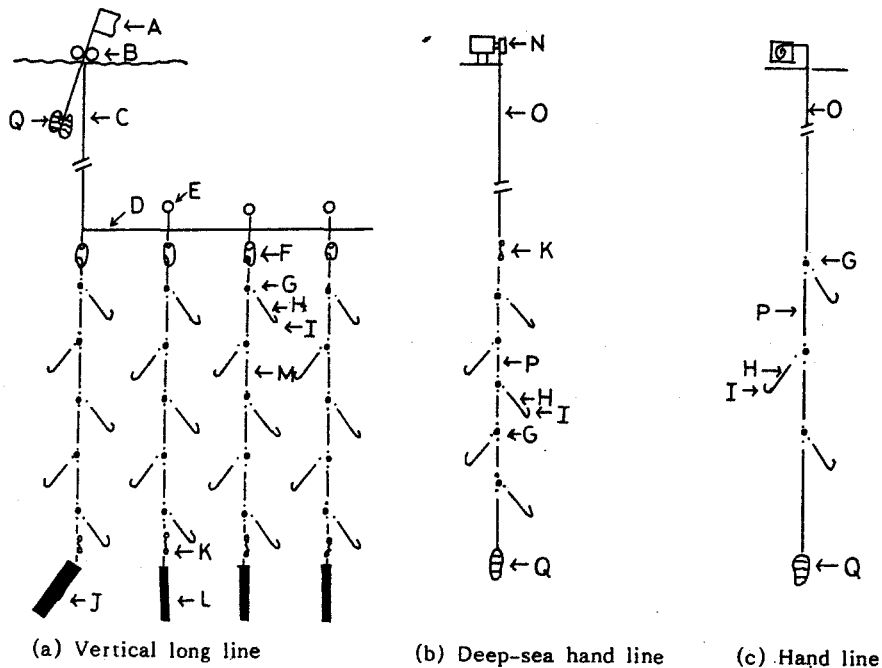 ←A
←B
Q→
←C
D
E
←F
←G
←H
←I
←M
←K
←J
←L
(a) Vertical long line
←N
←O
←K
←P
←H
←I
←G
←Q
(b) Deep-sea hand line
←O
←G
P→
H→
I→
←Q
(c) Hand line